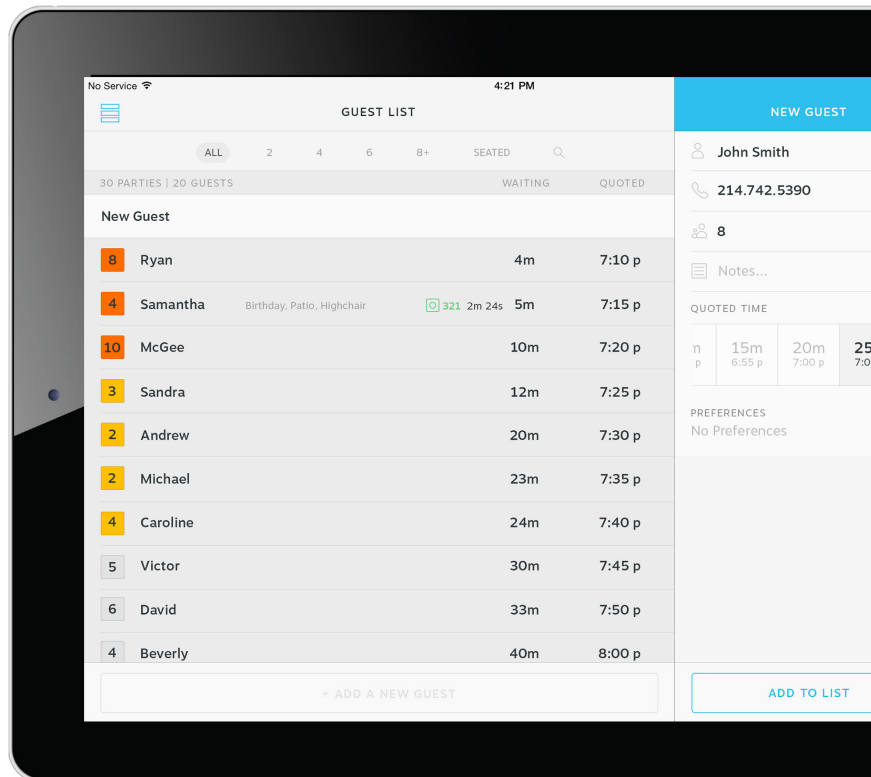 No Service 4:21 PM
GUEST LIST
ALL 2 4 6 8+ SEATED
30 PARTIES | 20 GUESTS WAITING QUOTED
New Guest
8 Ryan 4m 7:10 p
4 Samantha Birthday, Patio, Highchair 321 2m 24s 5m 7:15 p
10 McGee 10m 7:20 p
3 Sandra 12m 7:25 p
2 Andrew 20m 7:30 p
2 Michael 23m 7:35 p
4 Caroline 24m 7:40 p
5 Victor 30m 7:45 p
6 David 33m 7:50 p
4 Beverly 40m 8:00 p
+ ADD A NEW GUEST
NEW GUEST
John Smith
214.742.5390
8
Notes...
QUOTED TIME
15m 20m 25
6:55 p 7:00 p 7:0
PREFERENCES
No Preferences
ADD TO LIST